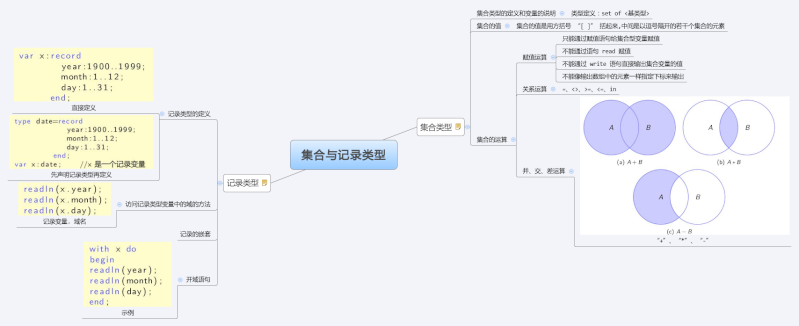 集合与记录类型
集合类型
集合类型的定义和变量的说明
类型定义：set of <基类型>
集合的值
集合的值是用方括号 "[ ]" 括起来，中间是以逗号隔开的若干个集合的元素
集合的运算
赋值运算
只能通过赋值语句给集合型变量赋值
不能通过语句 read 赋值
不能通过 write 语句直接输出集合变量的值
不能像输出数组中的元素一样指定下标来输出
关系运算
=、<>、>=、<=、in
并、交、差运算
A B
(a) A + B
A B
(b) A * B
A B
(c) A − B
"+" 、 "*" 、 "-"
记录类型
记录类型的定义
var x:record
year:1900..1999;
month:1..12;
day:1..31;
end;
直接定义
type date=record
year:1900..1999;
month:1..12;
day:1..31;
end;
var x:date; //x 是一个记录变量
先声明记录类型再定义
访问记录类型变量中的域的方法
readln(x.year);
readln(x.month);
readln(x.day);
记录变量．域名
记录的嵌套
开域语句
with x do
begin
readln(year);
readln(month);
readln(day);
end;
示例